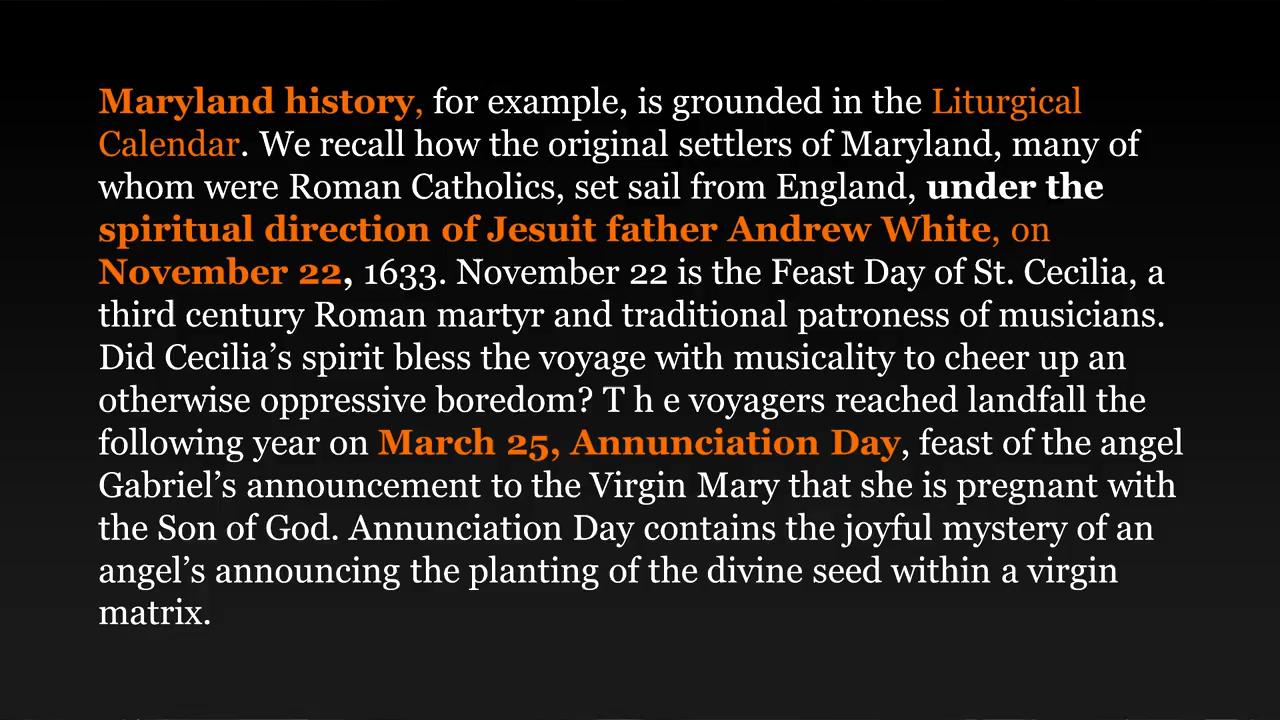 Maryland history, for example, is grounded in the Liturgical
Calendar. We recall how the original settlers of Maryland, many of
whom were Roman Catholics, set sail from England, under the
spiritual direction of Jesuit father Andrew White, on
November 22, 1633. November 22 is the Feast Day of St. Cecilia, a
third century Roman martyr and traditional patroness of musicians.
Did Cecilia’s spirit bless the voyage with musicality to cheer up an
otherwise oppressive boredom? T h e voyagers reached landfall the
following year on March 25, Annunciation Day, feast of the angel
Gabriel’s announcement to the Virgin Mary that she is pregnant with
the Son of God. Annunciation Day contains the joyful mystery of an
angel’s announcing the planting of the divine seed within a virgin
matrix.